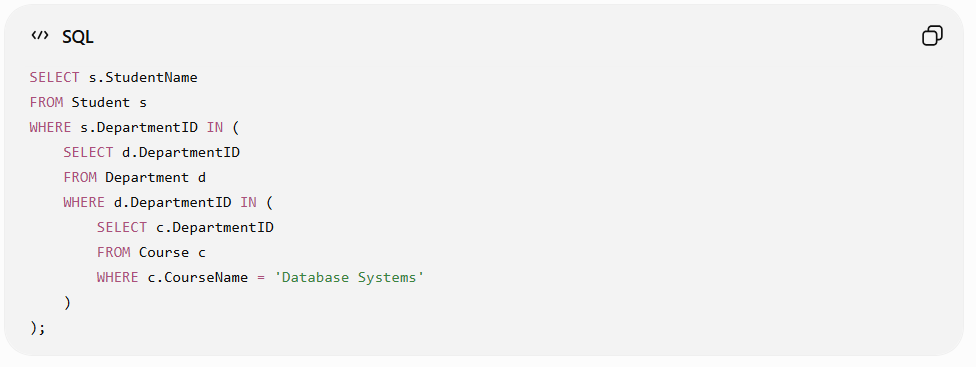 SQL
SELECT s.StudentName
FROM Student s
WHERE s.DepartmentID IN (
    SELECT d.DepartmentID
    FROM Department d
    WHERE d.DepartmentID IN (
        SELECT c.DepartmentID
        FROM Course c
        WHERE c.CourseName = 'Database Systems'
    )
);